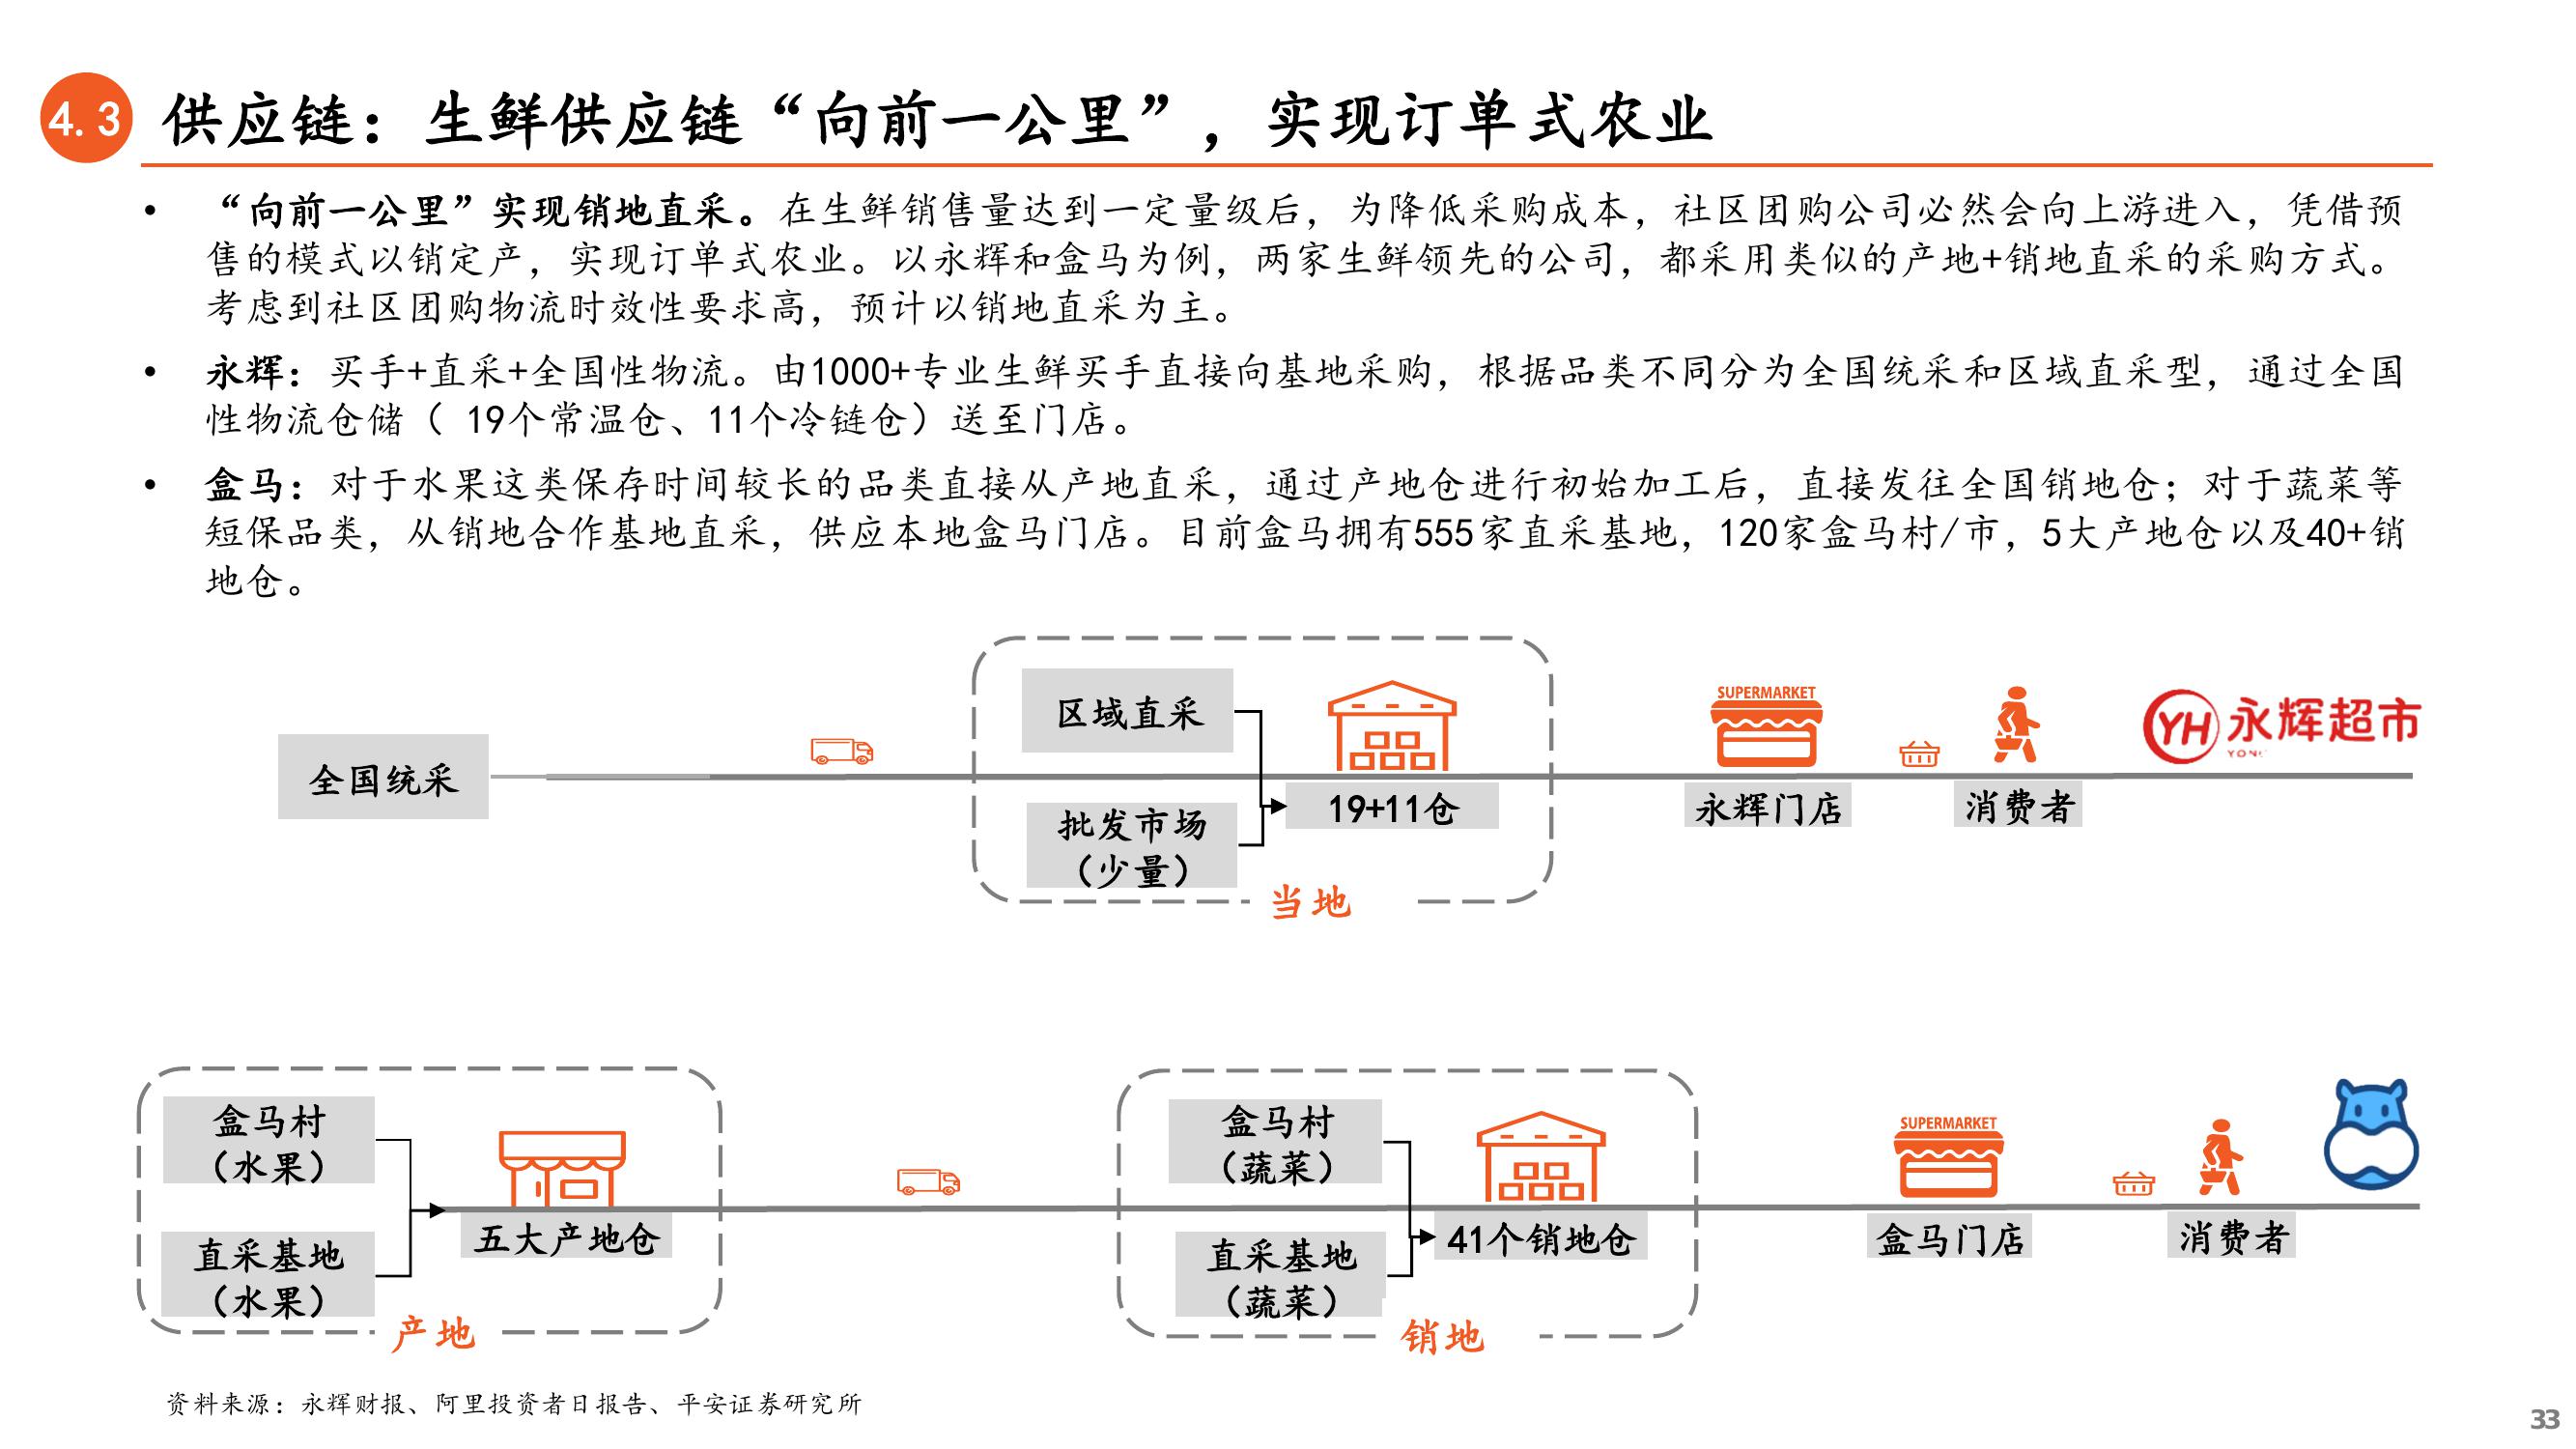 4.3
供应链：生鲜供应链“向前一公里”，实现订单式农业
• “向前一公里”实现销地直采。在生鲜销售量达到一定量级后，为降低采购成本，社区团购公司必然会向上游进入，凭借预
售的模式以销定产，实现订单式农业。以永辉和盒马为例，两家生鲜领先的公司，都采用类似的产地+销地直采的采购方式。
考虑到社区团购物流时效性要求高，预计以销地直采为主。
• 永辉：买手+直采+全国性物流。由1000+专业生鲜买手直接向基地采购，根据品类不同分为全国统采和区域直采型，通过全国
性物流仓储（ 19个常温仓、11个冷链仓）送至门店。
• 盒马：对于水果这类保存时间较长的品类直接从产地直采，通过产地仓进行初始加工后，直接发往全国销地仓；对于蔬菜等
短保品类，从销地合作基地直采，供应本地盒马门店。目前盒马拥有555家直采基地，120家盒马村/市，5大产地仓以及40+销
地仓。
全国统采
区域直采
批发市场
（少量）
19+11仓
当地
SUPERMARKET
永辉门店
消费者
YH 永辉超市
盒马村
（水果）
直采基地
（水果）
五大产地仓
产地
盒马村
（蔬菜）
直采基地
（蔬菜）
41个销地仓
销地
SUPERMARKET
盒马门店
消费者
资料来源：永辉财报、阿里投资者日报告、平安证券研究所
33